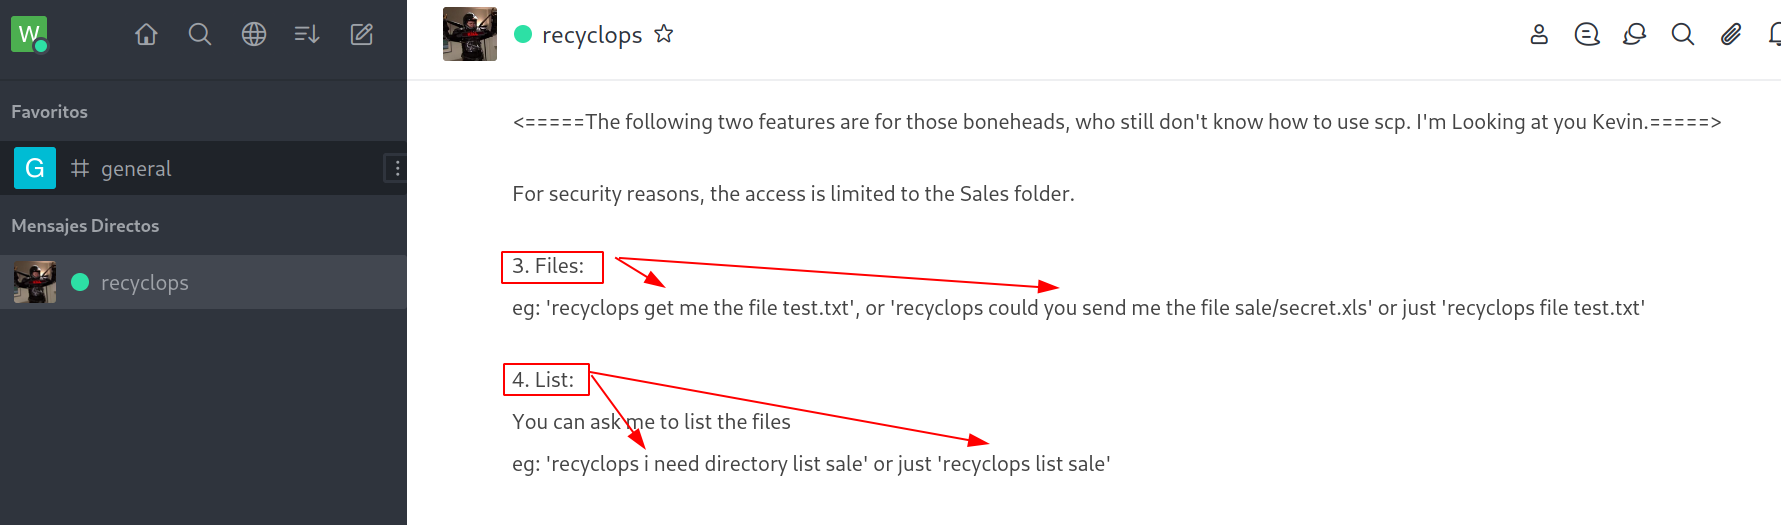 W
recyclops
Favoritos
<=====The following two features are for those boneheads, who still don't know how to use scp. I'm Looking at you Kevin.=====>
G general
For security reasons, the access is limited to the Sales folder.
Mensajes Directos
recyclops
3. Files:
eg: 'recyclops get me the file test.txt', or 'recyclops could you send me the file sale/secret.xls' or just 'recyclops file test.txt'
4. List:
You can ask me to list the files
eg: 'recyclops i need directory list sale' or just 'recyclops list sale'